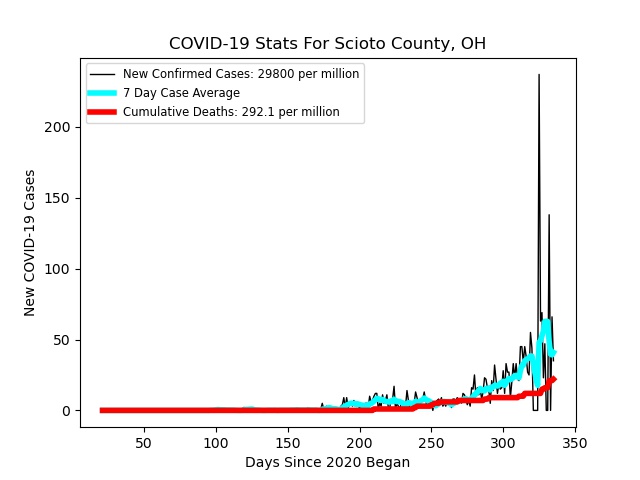 COVID-19 Stats For Scioto County, OH
New Confirmed Cases: 29800 per million
7 Day Case Average
Cumulative Deaths: 292.1 per million
New COVID-19 Cases
200
150
100
50
0
50 100 150 200 250 300 350
Days Since 2020 Began